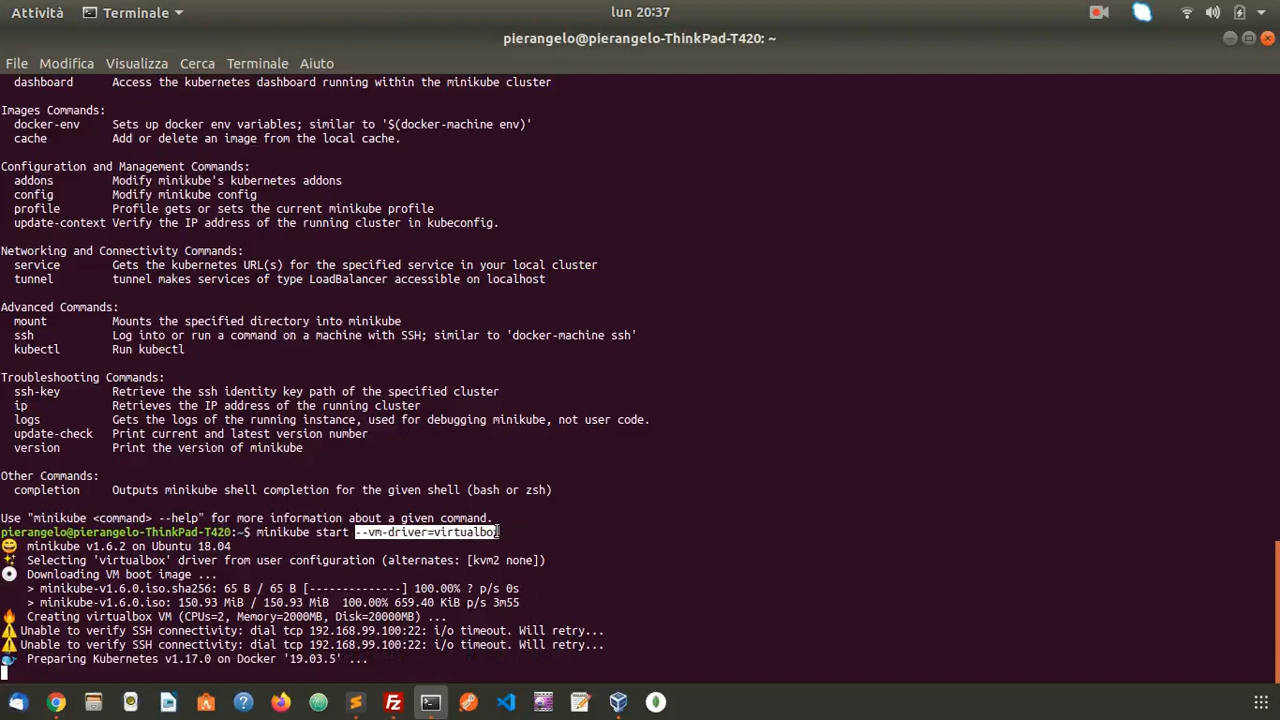 Attività
Terminale
lun 20:37
pierangelo@pierangelo-ThinkPad-T420: ~
File Modifica Visualizza Cerca Terminale Aiuto
dashboard Access the kubernetes dashboard running within the minikube cluster
Images Commands:
docker-env Sets up docker env variables; similar to '$(docker-machine env)'
cache Add or delete an image from the local cache.
Configuration and Management Commands:
addons Modify minikube's kubernetes addons
config Modify minikube config
profile Profile gets or sets the current minikube profile
update-context Verify the IP address of the running cluster in kubeconfig.
Networking and Connectivity Commands:
service Gets the kubernetes URL(s) for the specified service in your local cluster
tunnel tunnel makes services of type LoadBalancer accessible on localhost
Advanced Commands:
mount Mounts the specified directory into minikube
ssh Log into or run a command on a machine with SSH; similar to 'docker-machine ssh'
kubectl Run kubectl
Troubleshooting Commands:
ssh-key Retrieve the ssh identity key path of the specified cluster
ip Retrieves the IP address of the running cluster
logs Gets the logs of the running instance, used for debugging minikube, not user code.
update-check Print current and latest version number
version Print the version of minikube
Other Commands:
completion Outputs minikube shell completion for the given shell (bash or zsh)
Use "minikube <command> --help" for more information about a given command.
pierangelo@pierangelo-ThinkPad-T420:~$ minikube start --vm-driver=virtualbox
minikube v1.6.2 on Ubuntu 18.04
Selecting 'virtualbox' driver from user configuration (alternates: [kvm2 none])
Downloading VM boot image ...
> minikube-v1.6.0.iso.sha256: 65 B / 65 B [--------------] 100.00% ? p/s 0s
> minikube-v1.6.0.iso: 150.93 MiB / 150.93 MiB 100.00% 659.40 KiB p/s 3m55
Creating virtualbox VM (CPUs=2, Memory=2000MB, Disk=20000MB) ...
Unable to verify SSH connectivity: dial tcp 192.168.99.100:22: i/o timeout. Will retry...
Unable to verify SSH connectivity: dial tcp 192.168.99.100:22: i/o timeout. Will retry...
Preparing Kubernetes v1.17.0 on Docker '19.03.5' ...